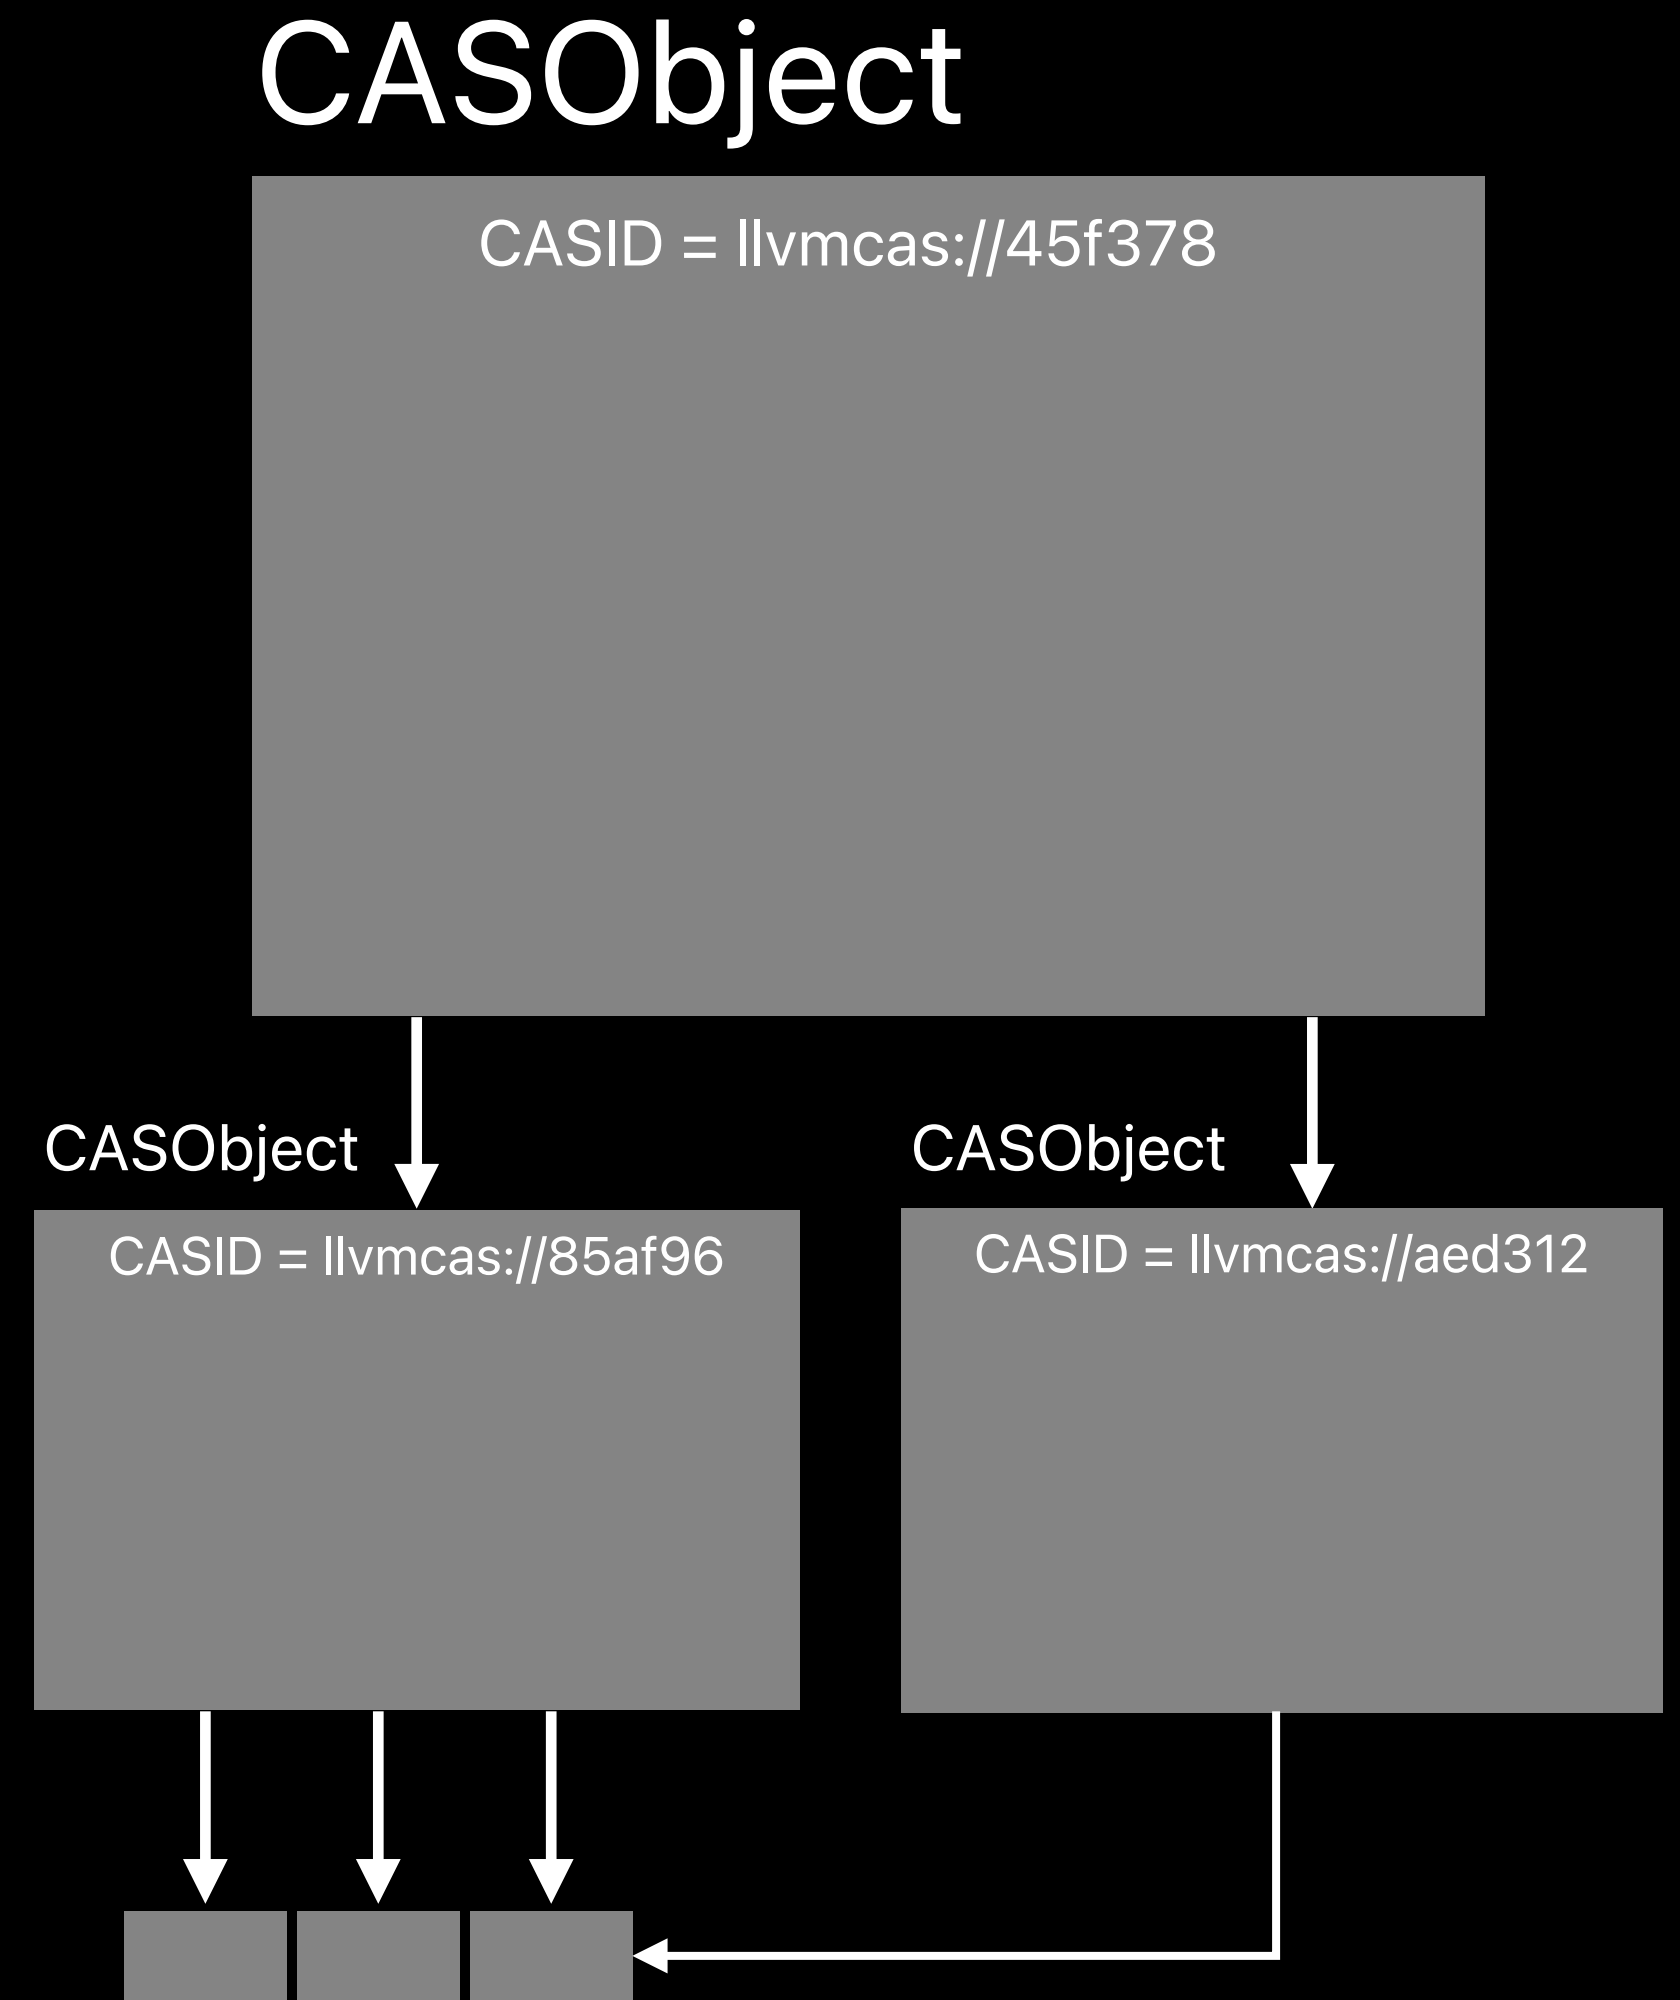 CASObject
CASID = llvmcas://45f378
CASObject
CASObject
CASID = llvmcas://85af96
CASID = llvmcas://aed312